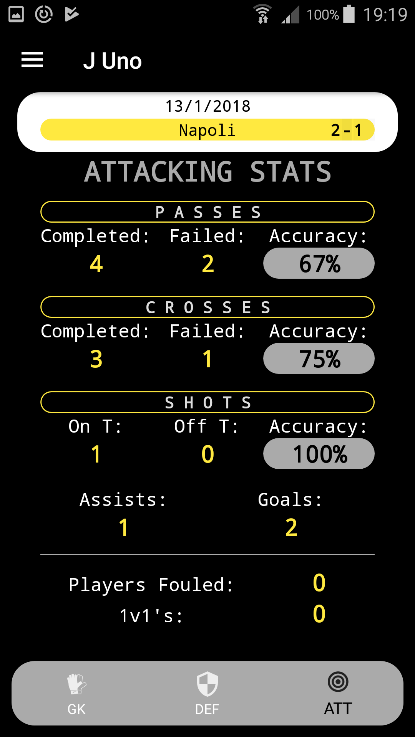 100% 19:19
J Uno
13/1/2018
Napoli 2-1
ATTACKING STATS
PASSES
Completed: Failed: Accuracy:
4 2 67%
CROSSES
Completed: Failed: Accuracy:
3 1 75%
SHOTS
On T: Off T: Accuracy:
1 0 100%
Assists: Goals:
1 2
Players Fouled: 0
1v1's: 0
GK DEF ATT